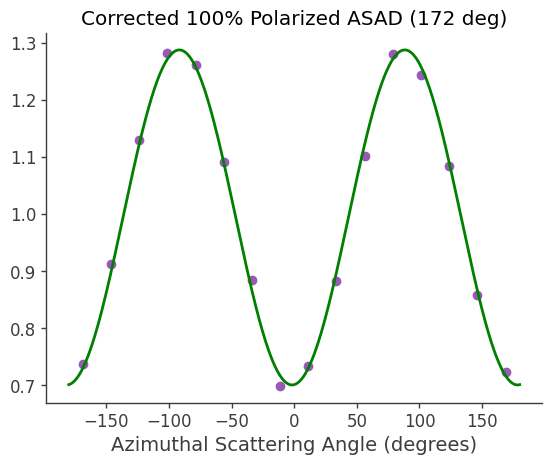 Corrected 100% Polarized ASAD (172 deg)
1.3
1.2
1.1
1.0
0.9
0.8
0.7
−150 −100 −50 0 50 100 150
Azimuthal Scattering Angle (degrees)